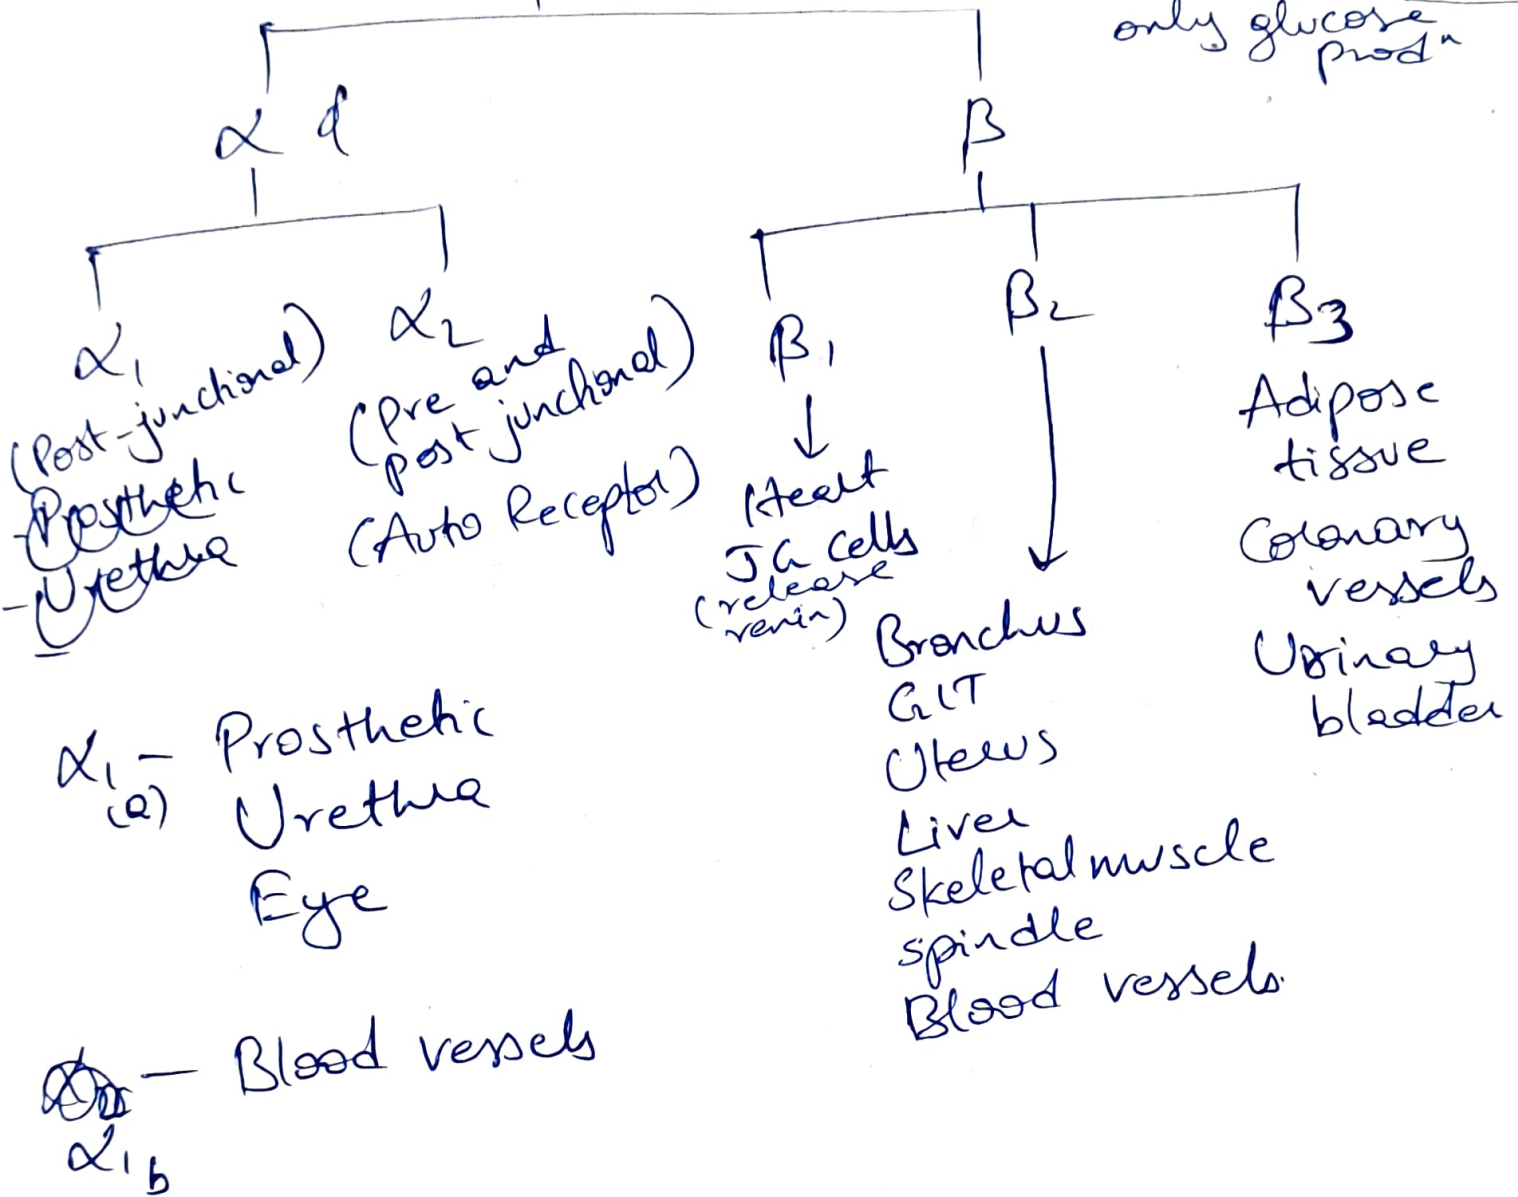 only glucose
prodⁿ
α
β
α1
(Post-junctional)
α2
(Pre and
post junctional)
(Auto Receptor)
β1
Heart
JG cells
(release
renin)
β2
Bronchus
GIT
Uterus
Liver
Skeletal muscle
spindle
Blood vessels.
β3
Adipose
tissue
Coronary
vessels
Urinary
bladder
- Prosthetic
- Urethra
α1 - Prosthetic
(a) Urethra
Eye
— Blood vessels
α1b